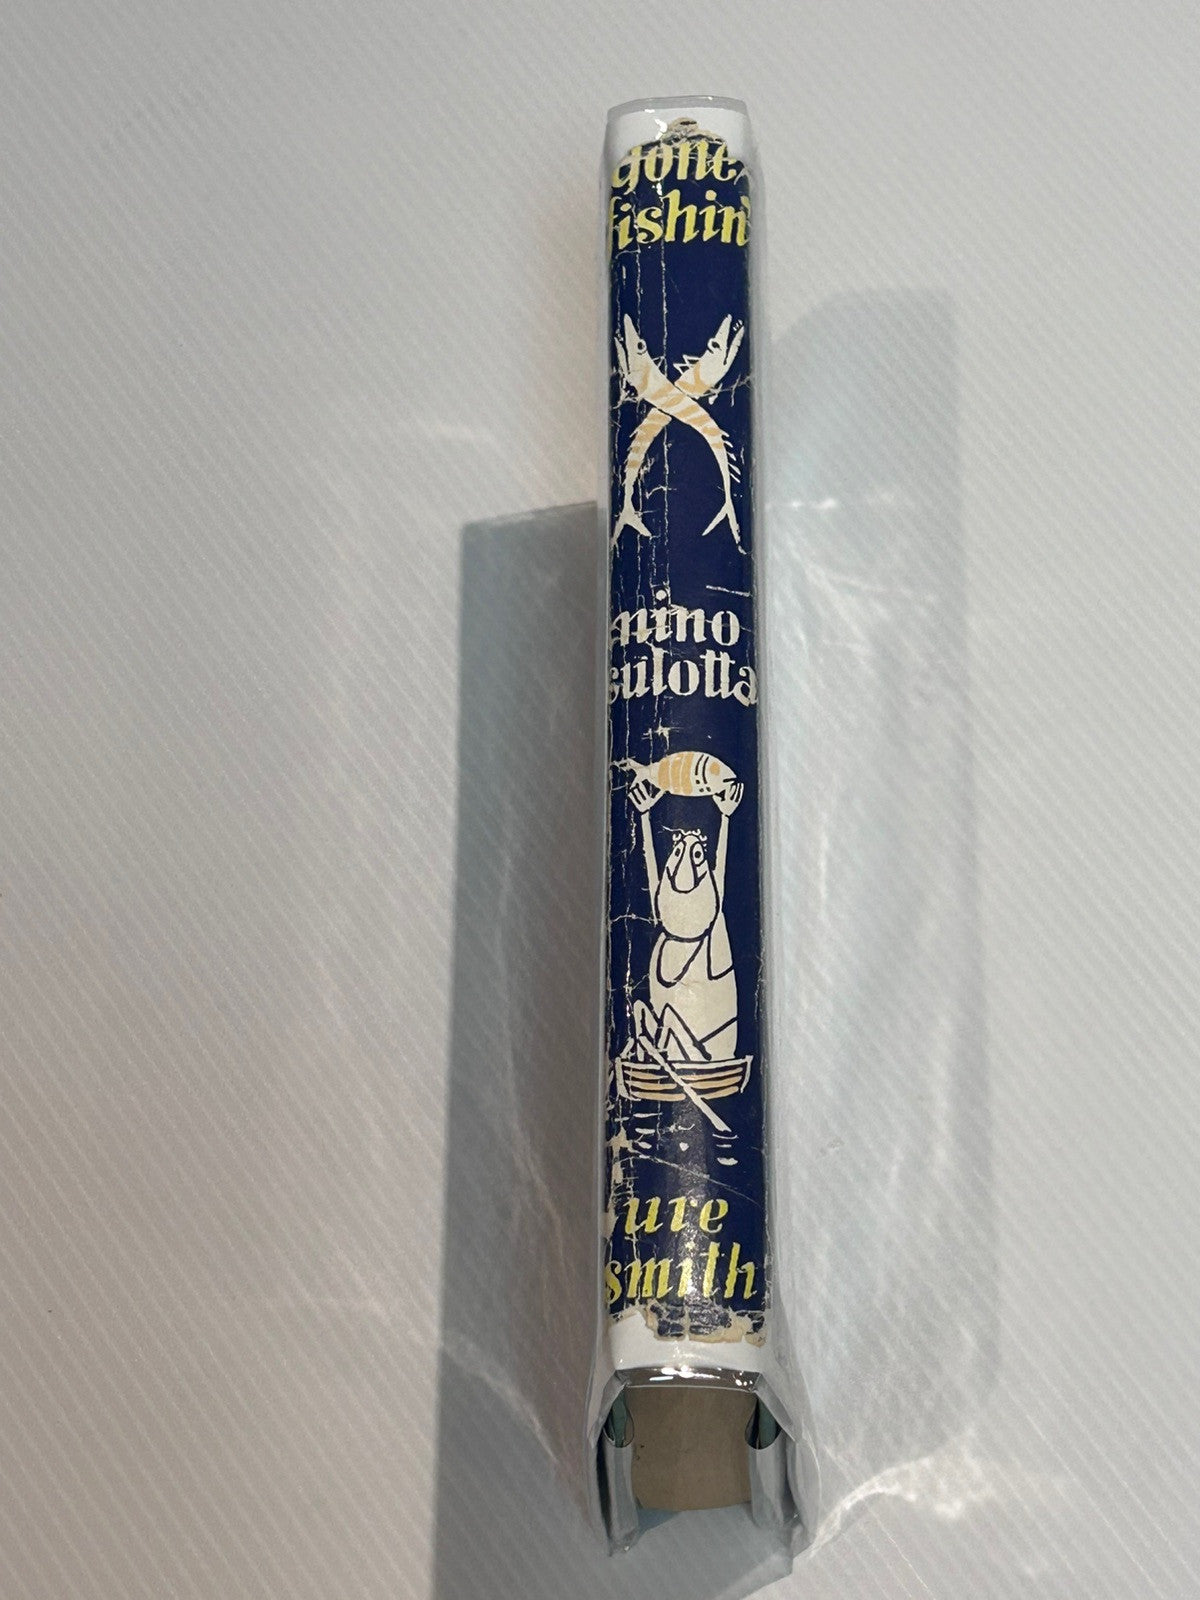 gone
fishin'
nino
culotta
ure
smith